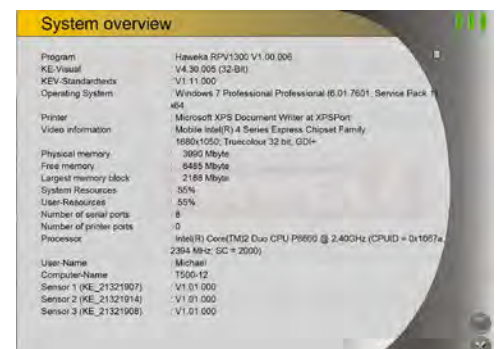 System overview
Program : Haweka RPV1300 V1.00.006
KE-Visual : V4.30.005 (32-Bit)
KEV-Standardtexts : V1.11.000
Operating System : Windows 7 Professional Professional (6.01.7601, Service Pack 1)
x64
Printer : Microsoft XPS Document Writer at XPSPort:
Video information : Mobile Intel(R) 4 Series Express Chipset Family
1680x1050; Truecolour 32 bit, GDI+
Physical memory : 3990 Mbyte
Free memory : 6485 Mbyte
Largest memory block : 2188 Mbyte
System Resources : 55%
User-Resources : 55%
Number of serial ports : 8
Number of printer ports : 0
Processor : Intel(R) Core(TM)2 Duo CPU P8600 @ 2.40GHz (CPUID = 0x1067a,
2394 MHz; SC = 2000)
User-Name : Michael
Computer-Name : T500-12
Sensor 1 (KE_21321907) : V1.01.000
Sensor 2 (KE_21321914) : V1.01.000
Sensor 3 (KE_21321908) : V1.01.000